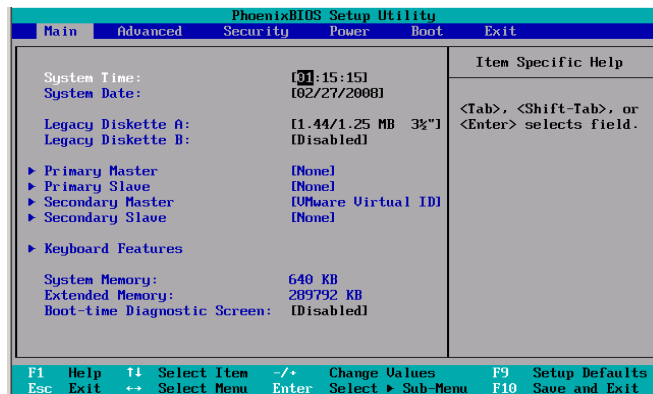 PhoenixBIOS Setup Utility
Main Advanced Security Power Boot Exit
Item Specific Help
System Time: [01:15:15]
System Date: [02/27/2008]
<Tab>, <Shift-Tab>, or
<Enter> selects field.
Legacy Diskette A: [1.44/1.25 MB 3½"]
Legacy Diskette B: [Disabled]
▶ Primary Master [None]
▶ Primary Slave [None]
▶ Secondary Master [VMware Virtual ID]
▶ Secondary Slave [None]
▶ Keyboard Features
System Memory: 640 KB
Extended Memory: 289792 KB
Boot-time Diagnostic Screen: [Disabled]
F1 Help ↑↓ Select Item -/+ Change Values F9 Setup Defaults
Esc Exit ↔ Select Menu Enter Select ▶ Sub-Menu F10 Save and Exit